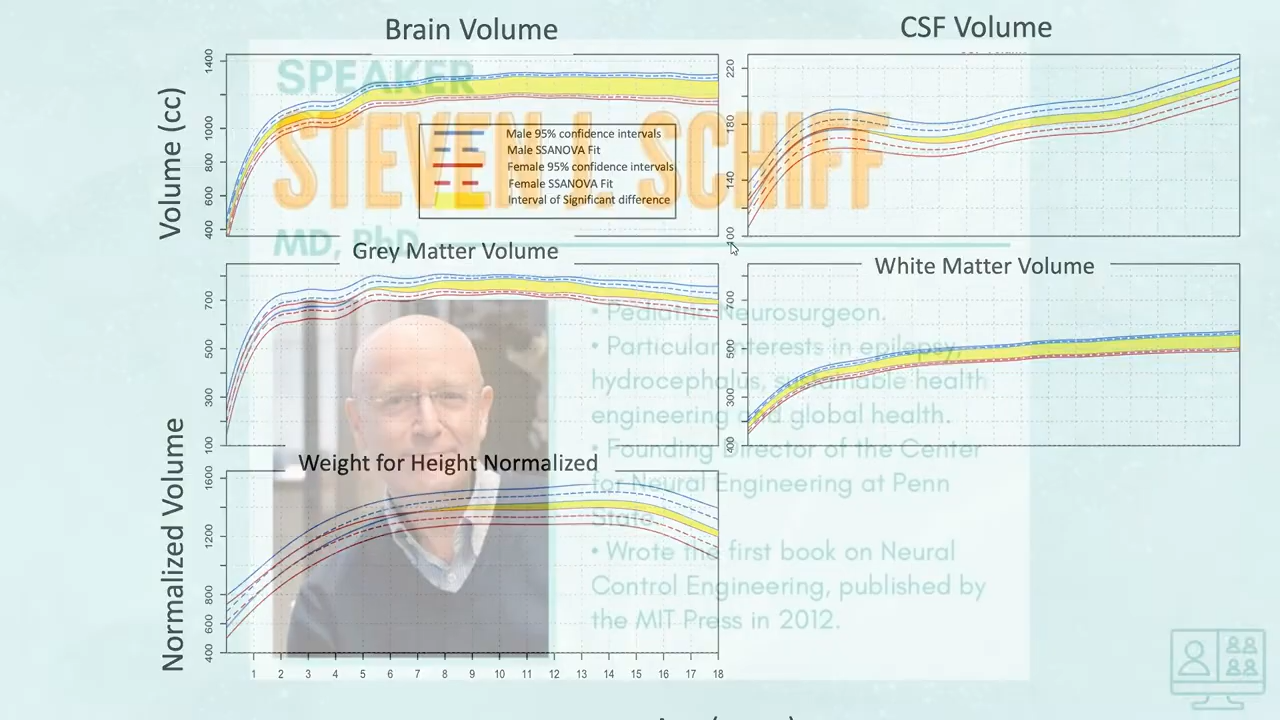 Brain Volume
CSF Volume
Volume (cc)
1400
1000
800
600
400
220
180
140
100
SPEAKER
STEVEN J. SCHIFF
MD, PhD
Male 95% confidence intervals
Male SSANOVA Fit
Female 95% confidence intervals
Female SSANOVA Fit
Interval of Significant difference
Grey Matter Volume
White Matter Volume
700
500
300
100
700
500
300
400
• Pediatric Neurosurgeon.
• Particular interests in epilepsy,
hydrocephalus, sustainable health
engineering and global health.
• Founding Director of the Center
for Neural Engineering at Penn
State.
• Wrote the first book on Neural
Control Engineering, published by
the MIT Press in 2012.
Weight for Height Normalized
Normalized Volume
1600
1200
800
600
400
1 2 3 4 5 6 7 8 9 10 11 12 13 14 15 16 17 18